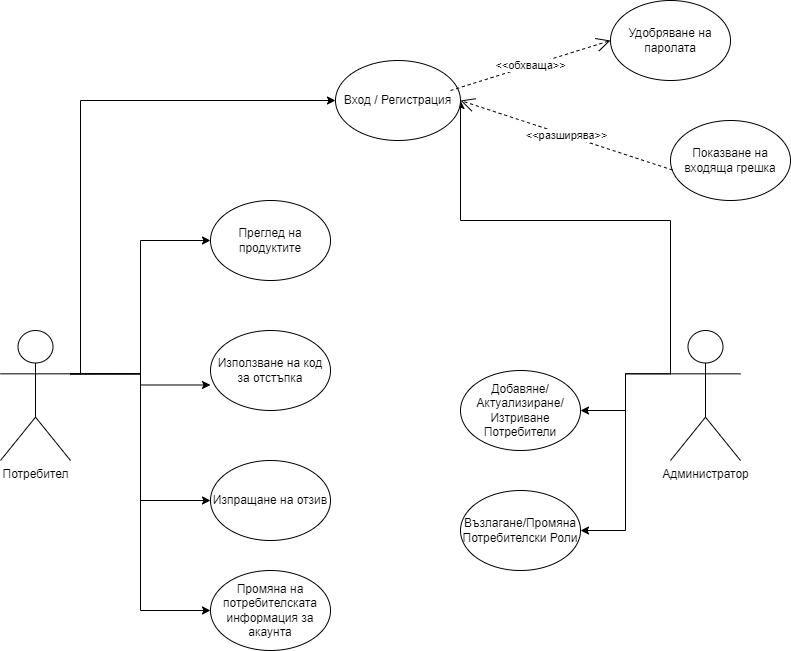 Удобряване на
паролата
<<обхваща>>
Вход / Регистрация
<<разширява>>
Показване на
входяща грешка
Преглед на
продуктите
Използване на код
за отстъпка
Добавяне/
Актуализиране/
Изтриване
Потребители
Потребител
Администратор
Изпращане на отзив
Възлагане/Промяна
Потребителски Роли
Промяна на
потребителската
информация за
акаунта